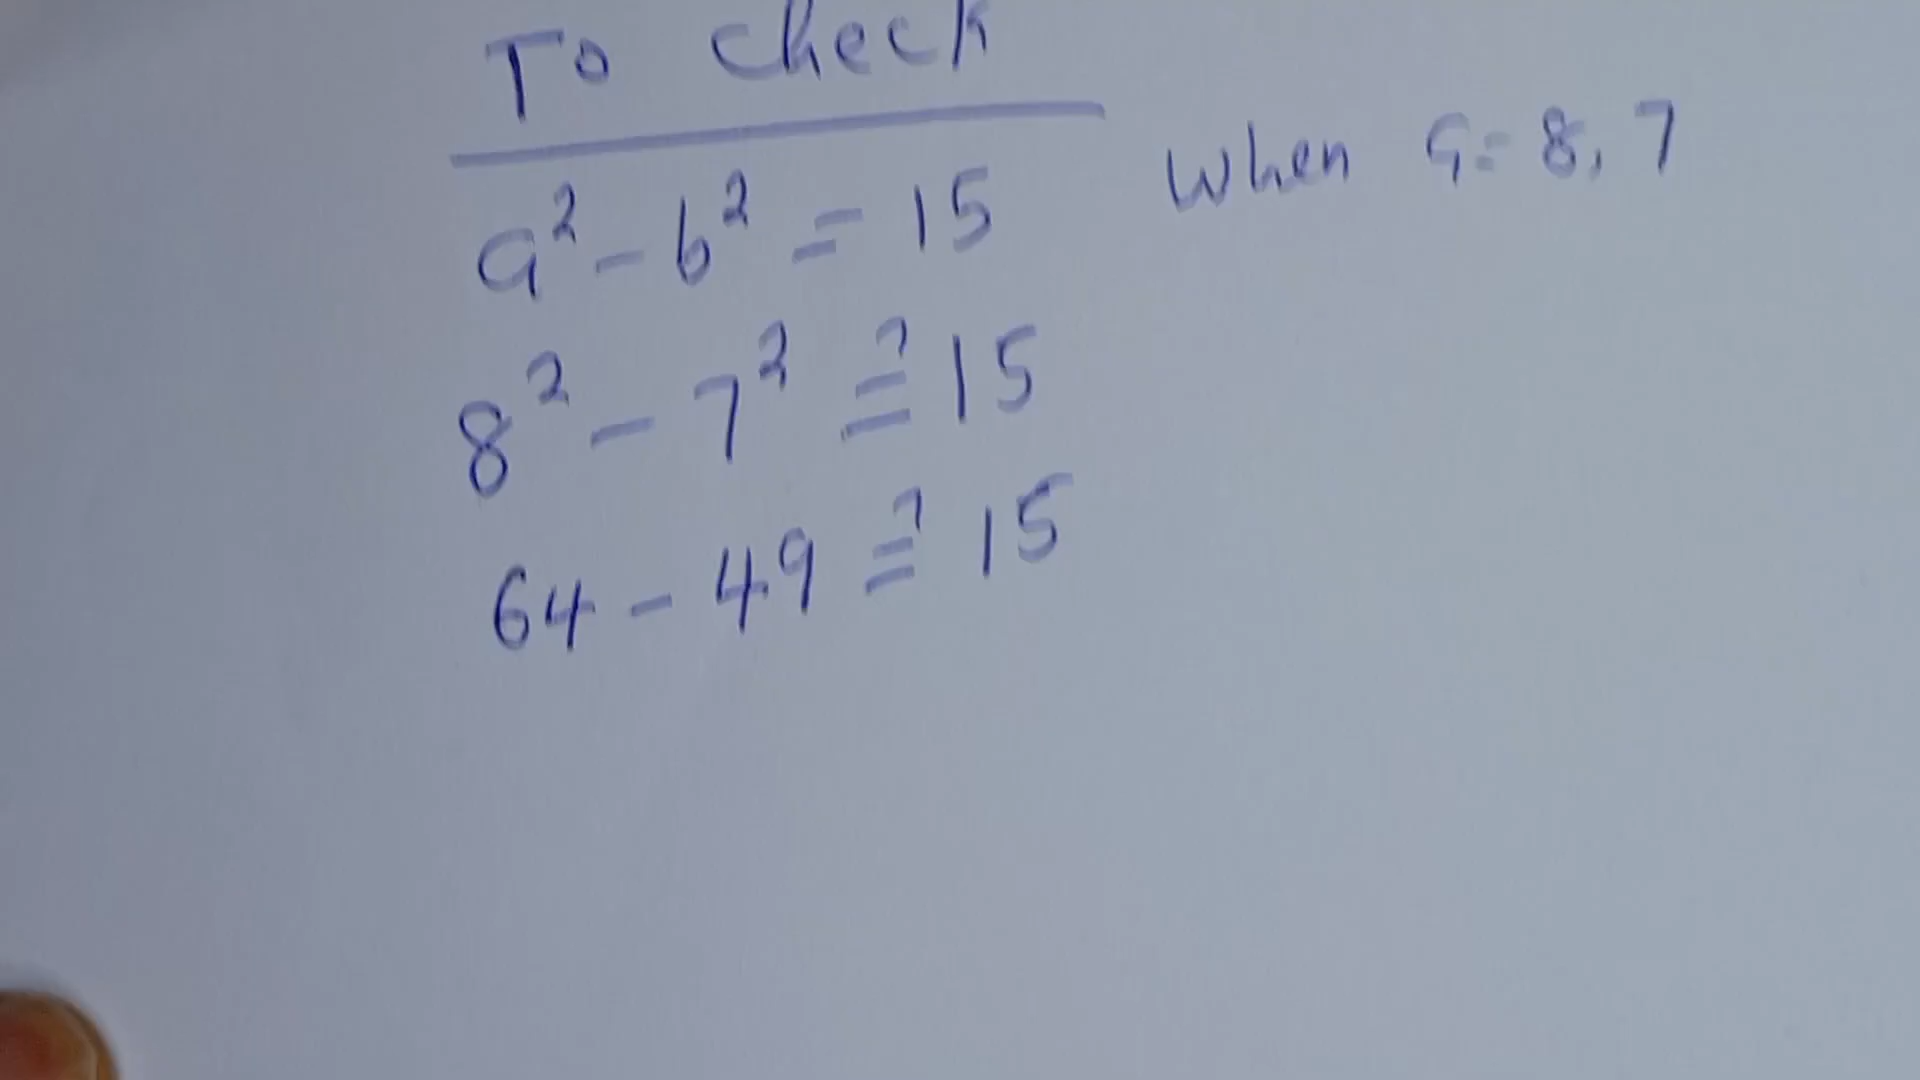 To check
a² - b² = 15 when a = 8, 7
8² - 7² ≟ 15
64 - 49 ≟ 15